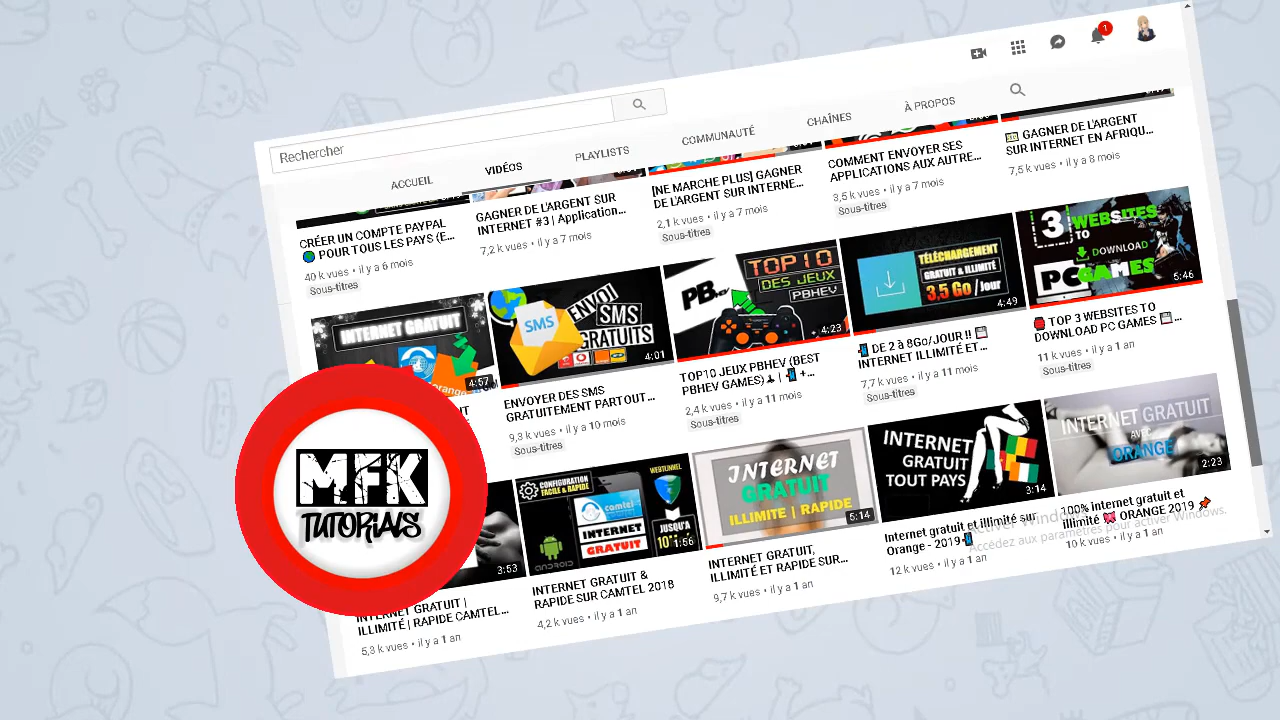 1
Rechercher
ACCUEIL
VIDÉOS
PLAYLISTS
COMMUNAUTÉ
CHAÎNES
À PROPOS
CRÉER UN COMPTE PAYPAL
POUR TOUS LES PAYS (E...
40 k vues • il y a 6 mois
Sous-titres
GAGNER DE L'ARGENT SUR
INTERNET #3 | Application...
7,2 k vues • il y a 7 mois
[NE MARCHE PLUS] GAGNER
DE L'ARGENT SUR INTERNE...
2,1 k vues • il y a 7 mois
Sous-titres
COMMENT ENVOYER SES
APPLICATIONS AUX AUTRE...
3,5 k vues • il y a 7 mois
Sous-titres
GAGNER DE L'ARGENT
SUR INTERNET EN AFRIQU...
7,5 k vues • il y a 8 mois
INTERNET GRATUIT
orange
4:57
SMS
ENVOI
SMS
GRATUITS
4:01
ENVOYER DES SMS
GRATUITEMENT PARTOUT...
9,3 k vues • il y a 10 mois
Sous-titres
TOP10
DES JEUX
PBHEV
4:23
TOP10 JEUX PBHEV (BEST
PBHEV GAMES) | +...
2,4 k vues • il y a 11 mois
Sous-titres
TÉLÉCHARGEMENT
GRATUIT & ILLIMITÉ
3,5 Go / Jour
4:49
DE 2 à 8Go/JOUR !!
INTERNET ILLIMITÉ ET...
7,7 k vues • il y a 11 mois
Sous-titres
3 WEBSITES
TO
DOWNLOAD
PC GAMES
5:46
TOP 3 WEBSITES TO
DOWNLOAD PC GAMES ...
11 k vues • il y a 1 an
Sous-titres
MFK
TUTORIALS
3:53
INTERNET GRATUIT |
ILLIMITÉ | RAPIDE CAMTEL...
5,3 k vues • il y a 1 an
CONFIGURATION
FACILE & RAPIDE
WEBTUNNEL
camtel
INTERNET
GRATUIT
ANDROID
JUSQU'A
1:56
INTERNET GRATUIT &
RAPIDE SUR CAMTEL 2018
4,2 k vues • il y a 1 an
INTERNET
GRATUIT
ILLIMITE | RAPIDE
5:14
INTERNET GRATUIT,
ILLIMITÉ ET RAPIDE SUR...
9,7 k vues • il y a 1 an
INTERNET
GRATUIT
TOUT PAYS
3:14
Internet gratuit et illimité sur
Orange - 2019
12 k vues • il y a 1 an
INTERNET GRATUIT
AVEC
ORANGE
2:23
100% internet gratuit et
illimité ORANGE 2019
10 k vues • il y a 1 an
Activer Windows
Accédez aux paramètres pour activer Windows.